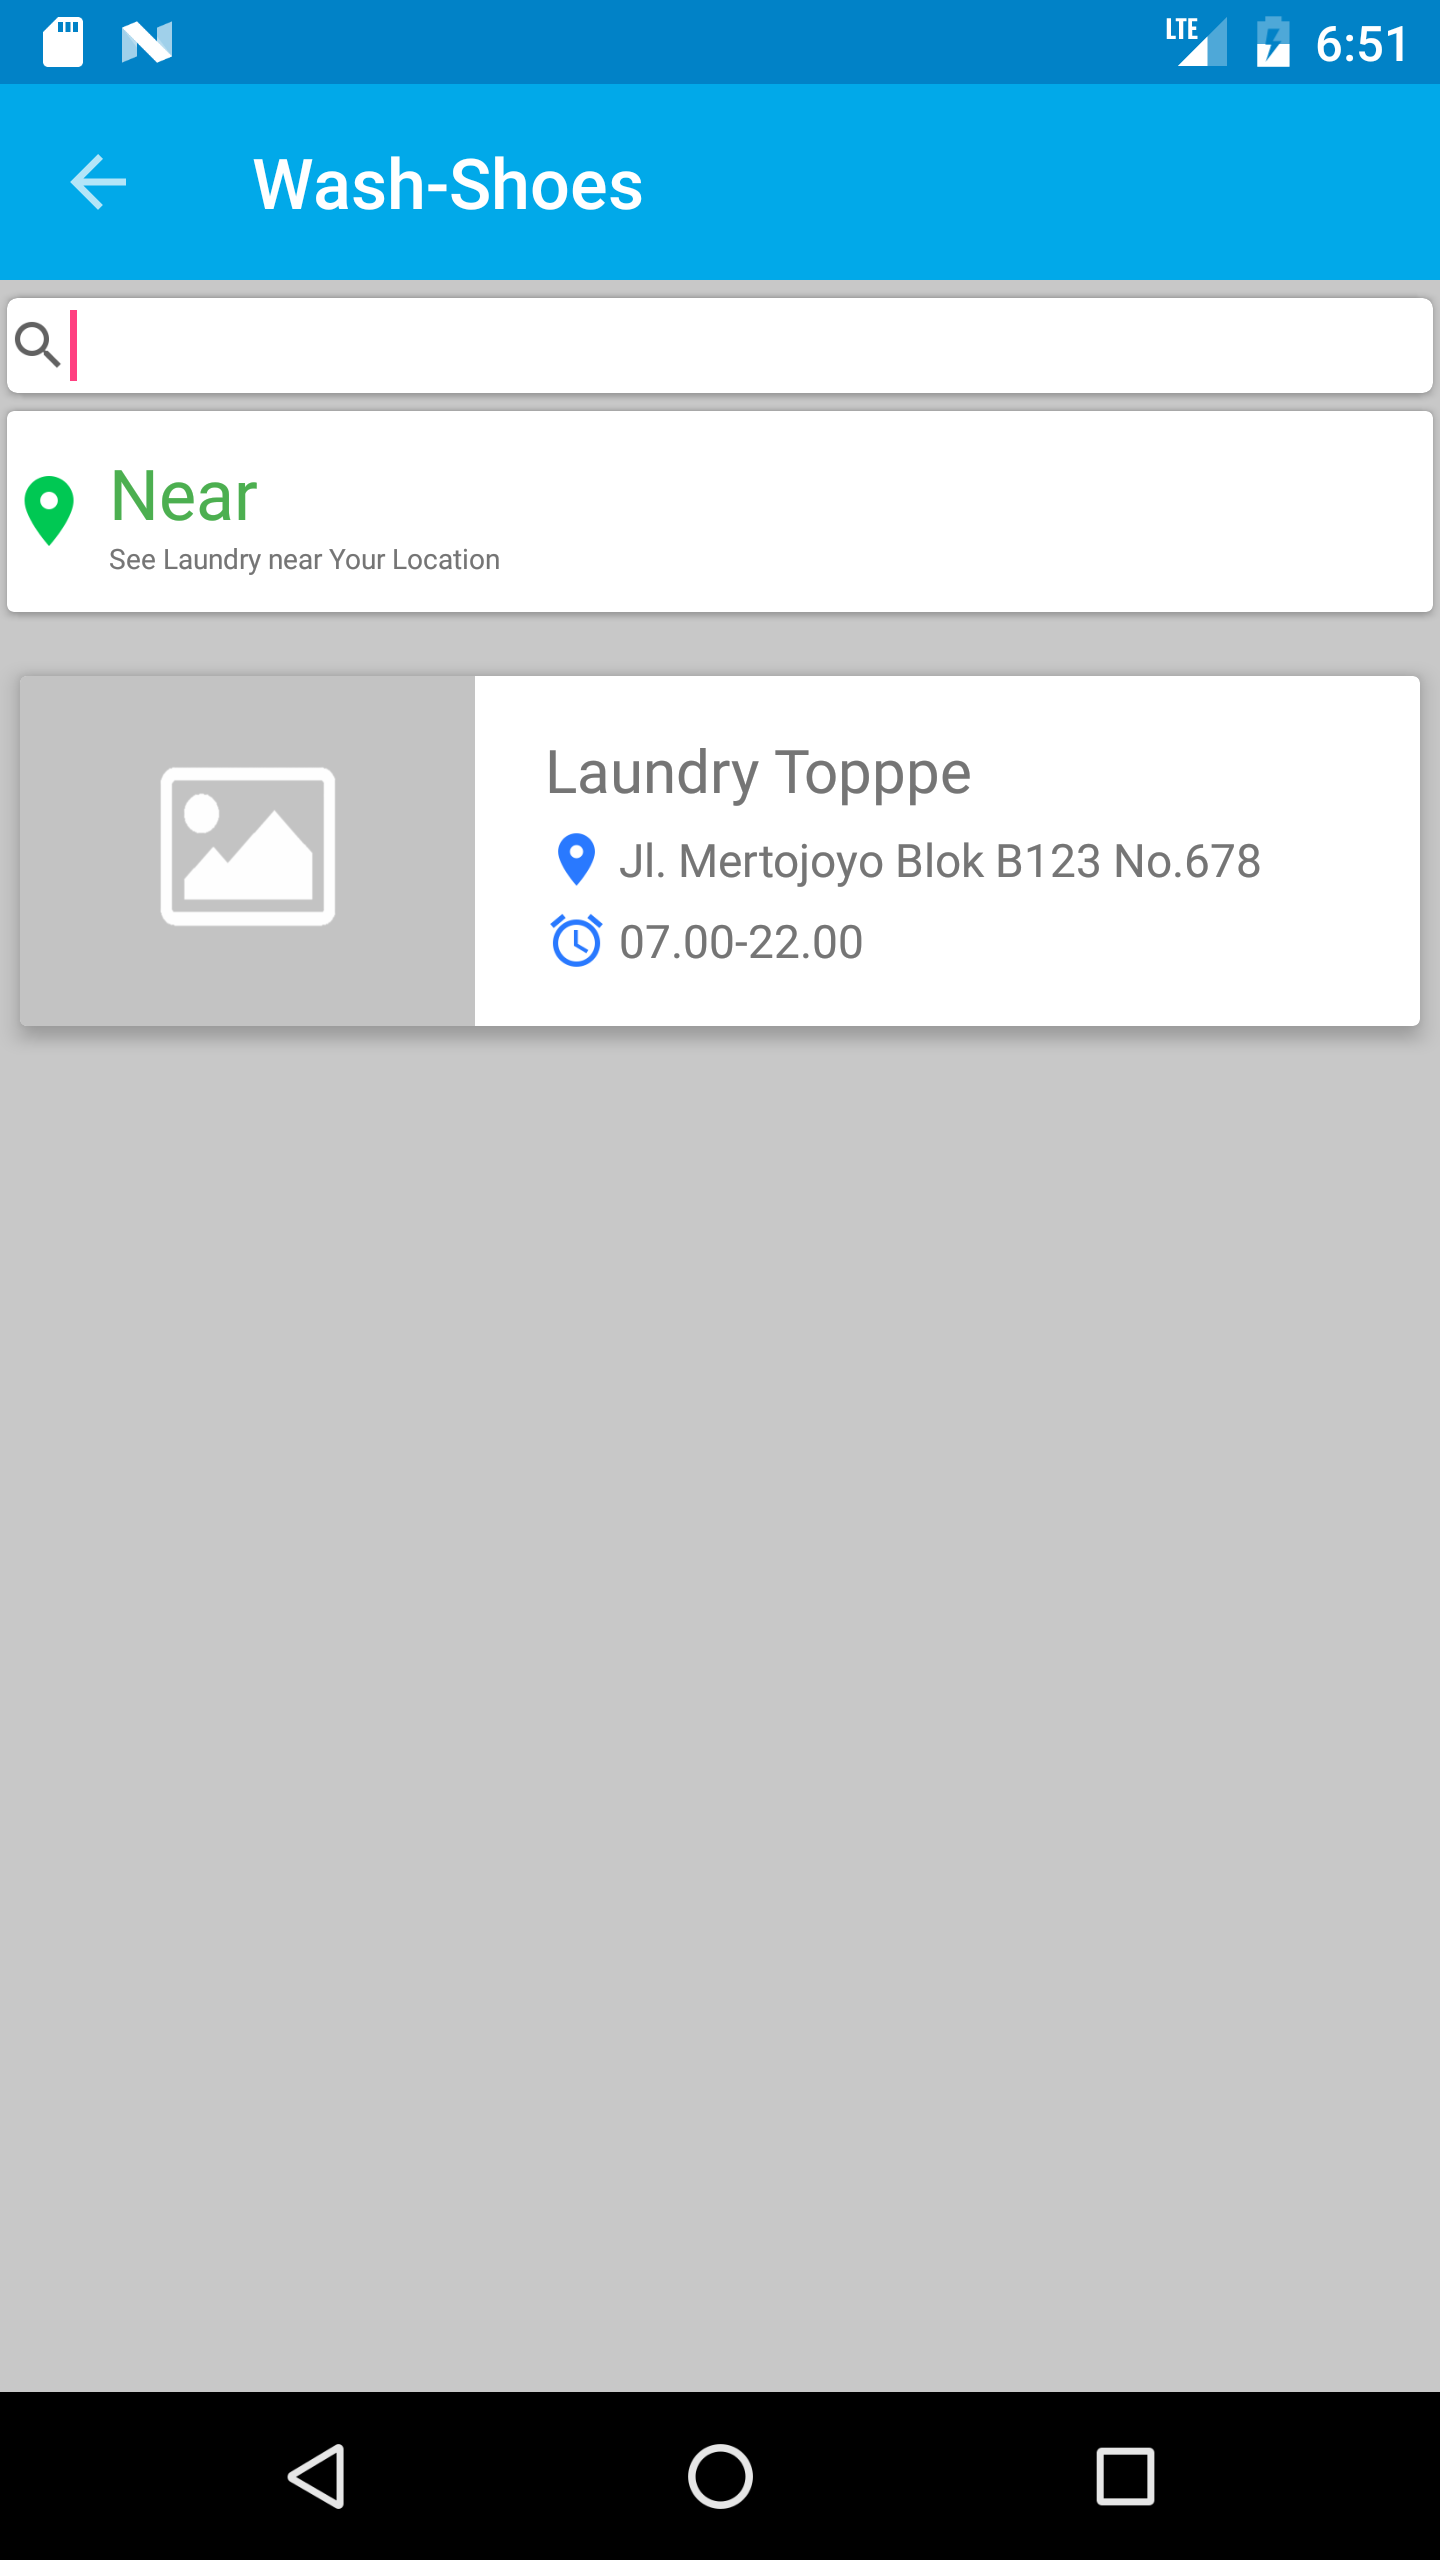 LTE 6:51
Wash-Shoes
Near
See Laundry near Your Location
Laundry Topppe
Jl. Mertojoyo Blok B123 No.678
07.00-22.00